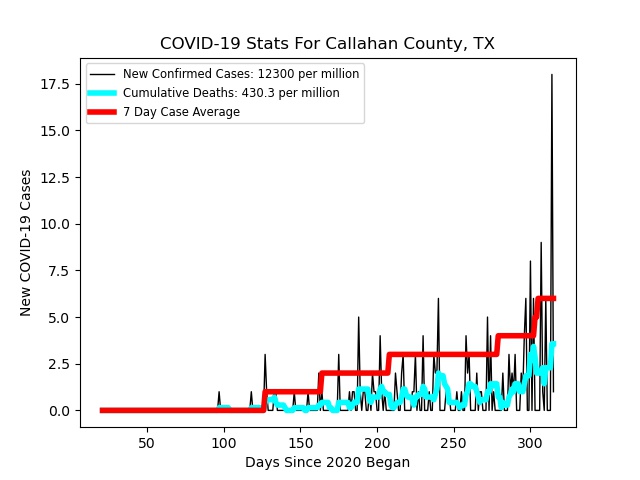 COVID-19 Stats For Callahan County, TX
New Confirmed Cases: 12300 per million
Cumulative Deaths: 430.3 per million
7 Day Case Average
17.5
15.0
12.5
10.0
7.5
5.0
2.5
0.0
New COVID-19 Cases
50 100 150 200 250 300
Days Since 2020 Began